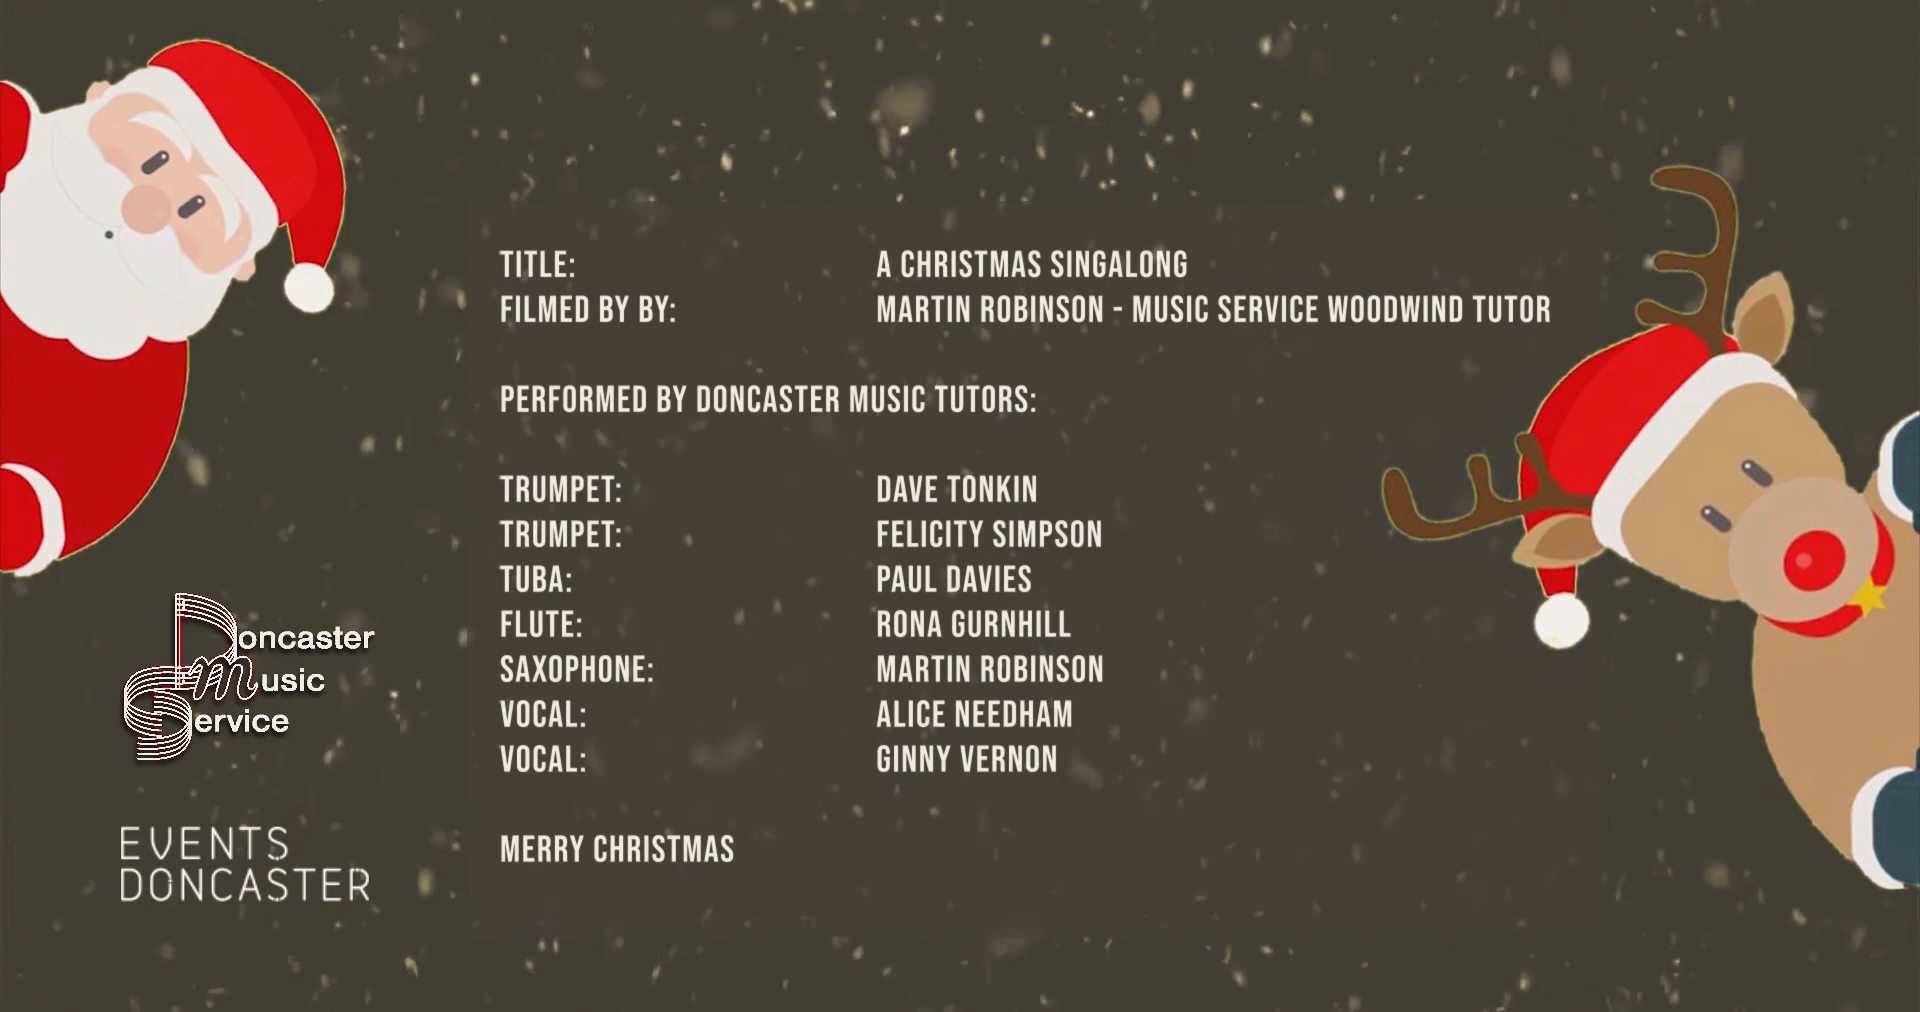 TITLE: A CHRISTMAS SINGALONG
FILMED BY BY: MARTIN ROBINSON - MUSIC SERVICE WOODWIND TUTOR
PERFORMED BY DONCASTER MUSIC TUTORS:
TRUMPET: DAVE TONKIN
TRUMPET: FELICITY SIMPSON
TUBA: PAUL DAVIES
FLUTE: RONA GURNHILL
SAXOPHONE: MARTIN ROBINSON
VOCAL: ALICE NEEDHAM
VOCAL: GINNY VERNON
MERRY CHRISTMAS
Doncaster
Music
Service
EVENTS
DONCASTER